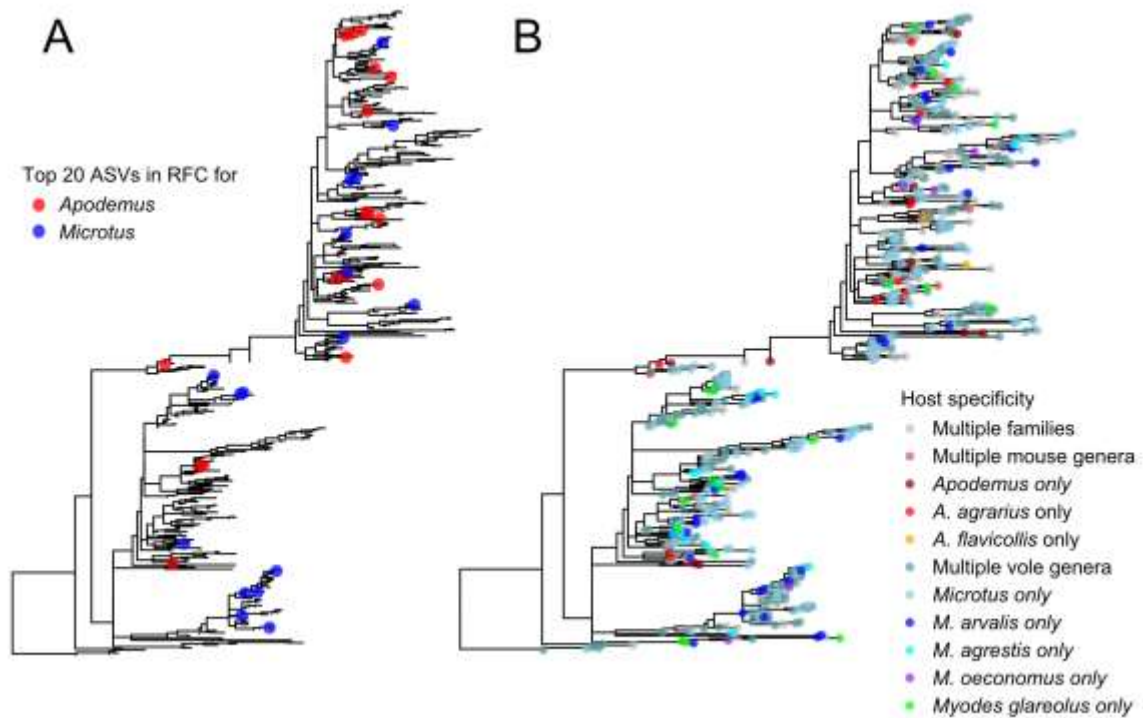 A
B
Top 20 ASVs in RFC for
Apodemus
Microtus
Host specificity
Multiple families
Multiple mouse genera
Apodemus only
A. agrarius only
A. flavicollis only
Multiple vole genera
Microtus only
M. arvalis only
M. agrestis only
M. oeconomus only
Myodes glareolus only